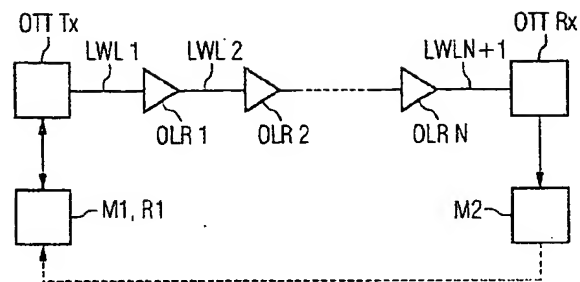 OTT Tx
OTT Rx
LWL 1
LWL 2
LWLN+1
OLR 1
OLR 2
OLR N
M1, R1
M2